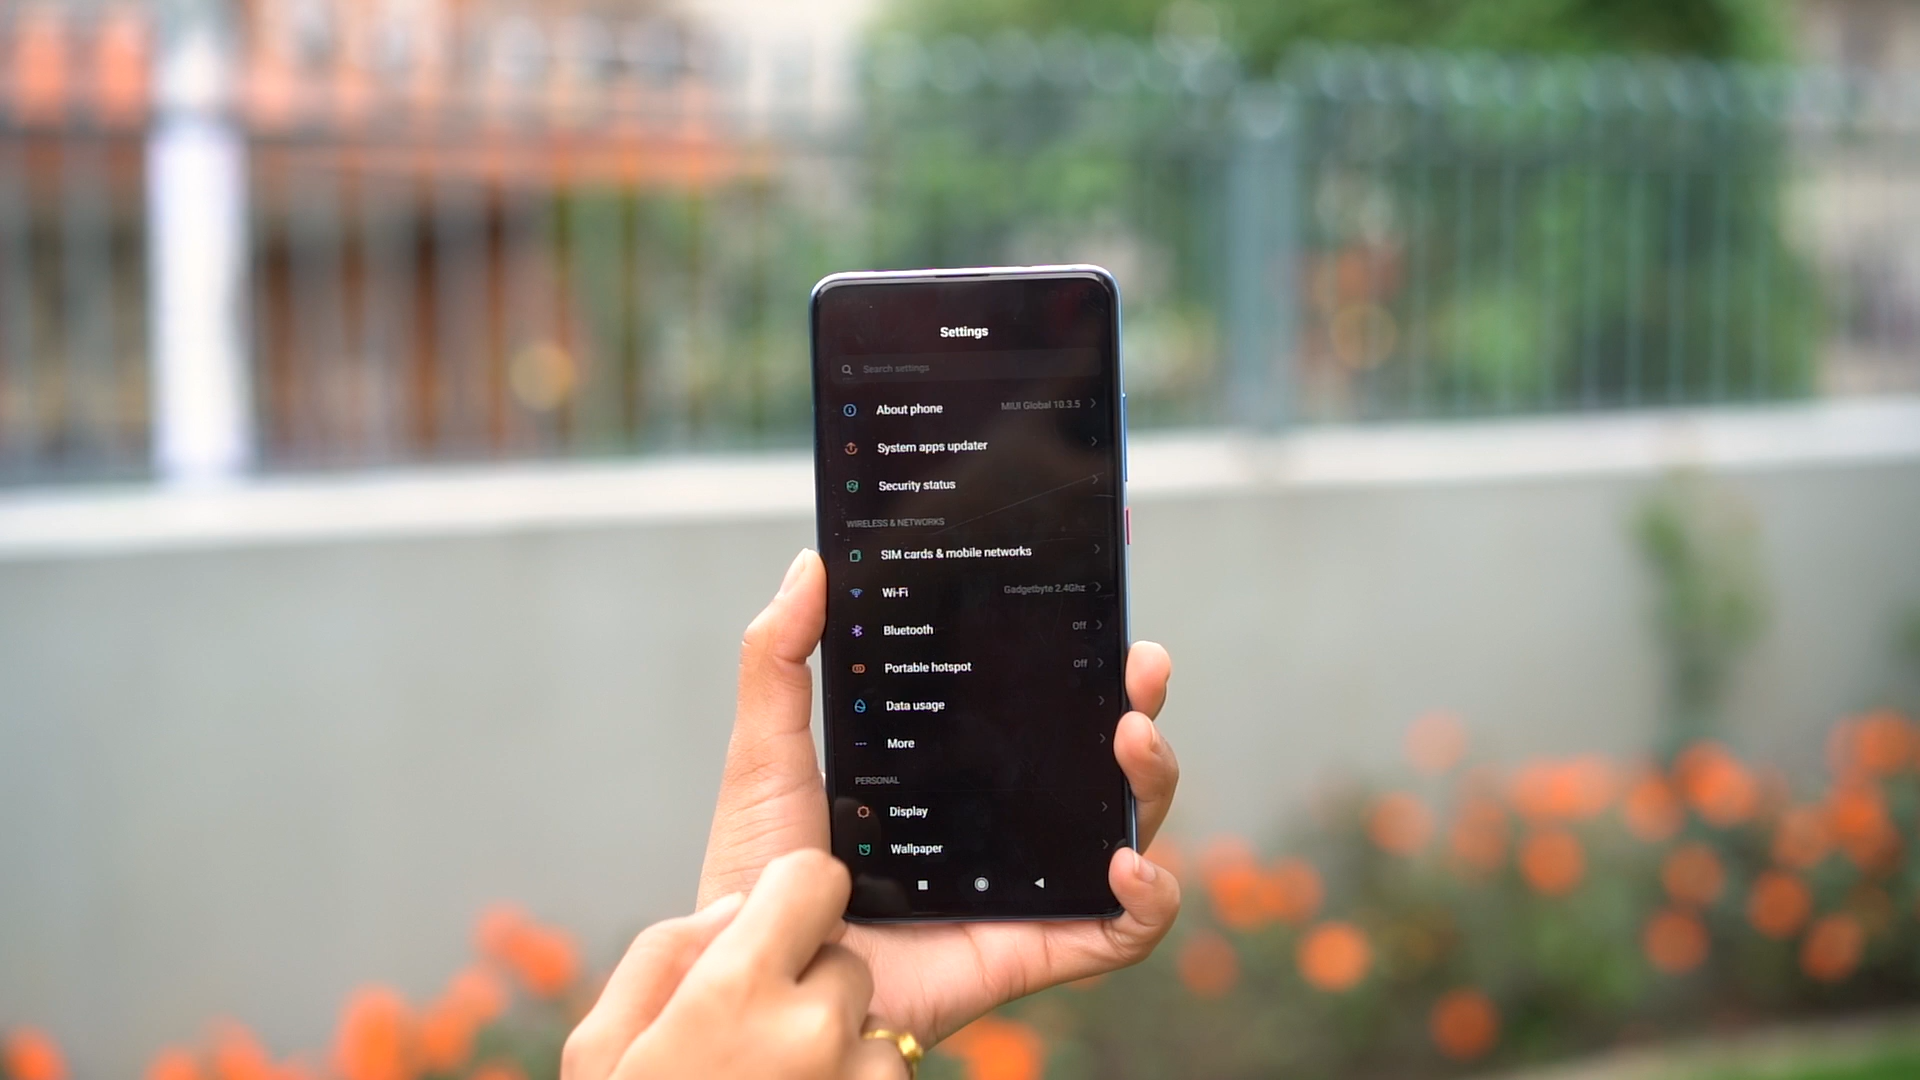 Settings
Search settings
About phone MIUI Global 10.3.5
System apps updater
Security status
WIRELESS & NETWORKS
SIM cards & mobile networks
Wi-Fi Gadgetbyte 2.4Ghz
Bluetooth Off
Portable hotspot Off
Data usage
More
PERSONAL
Display
Wallpaper